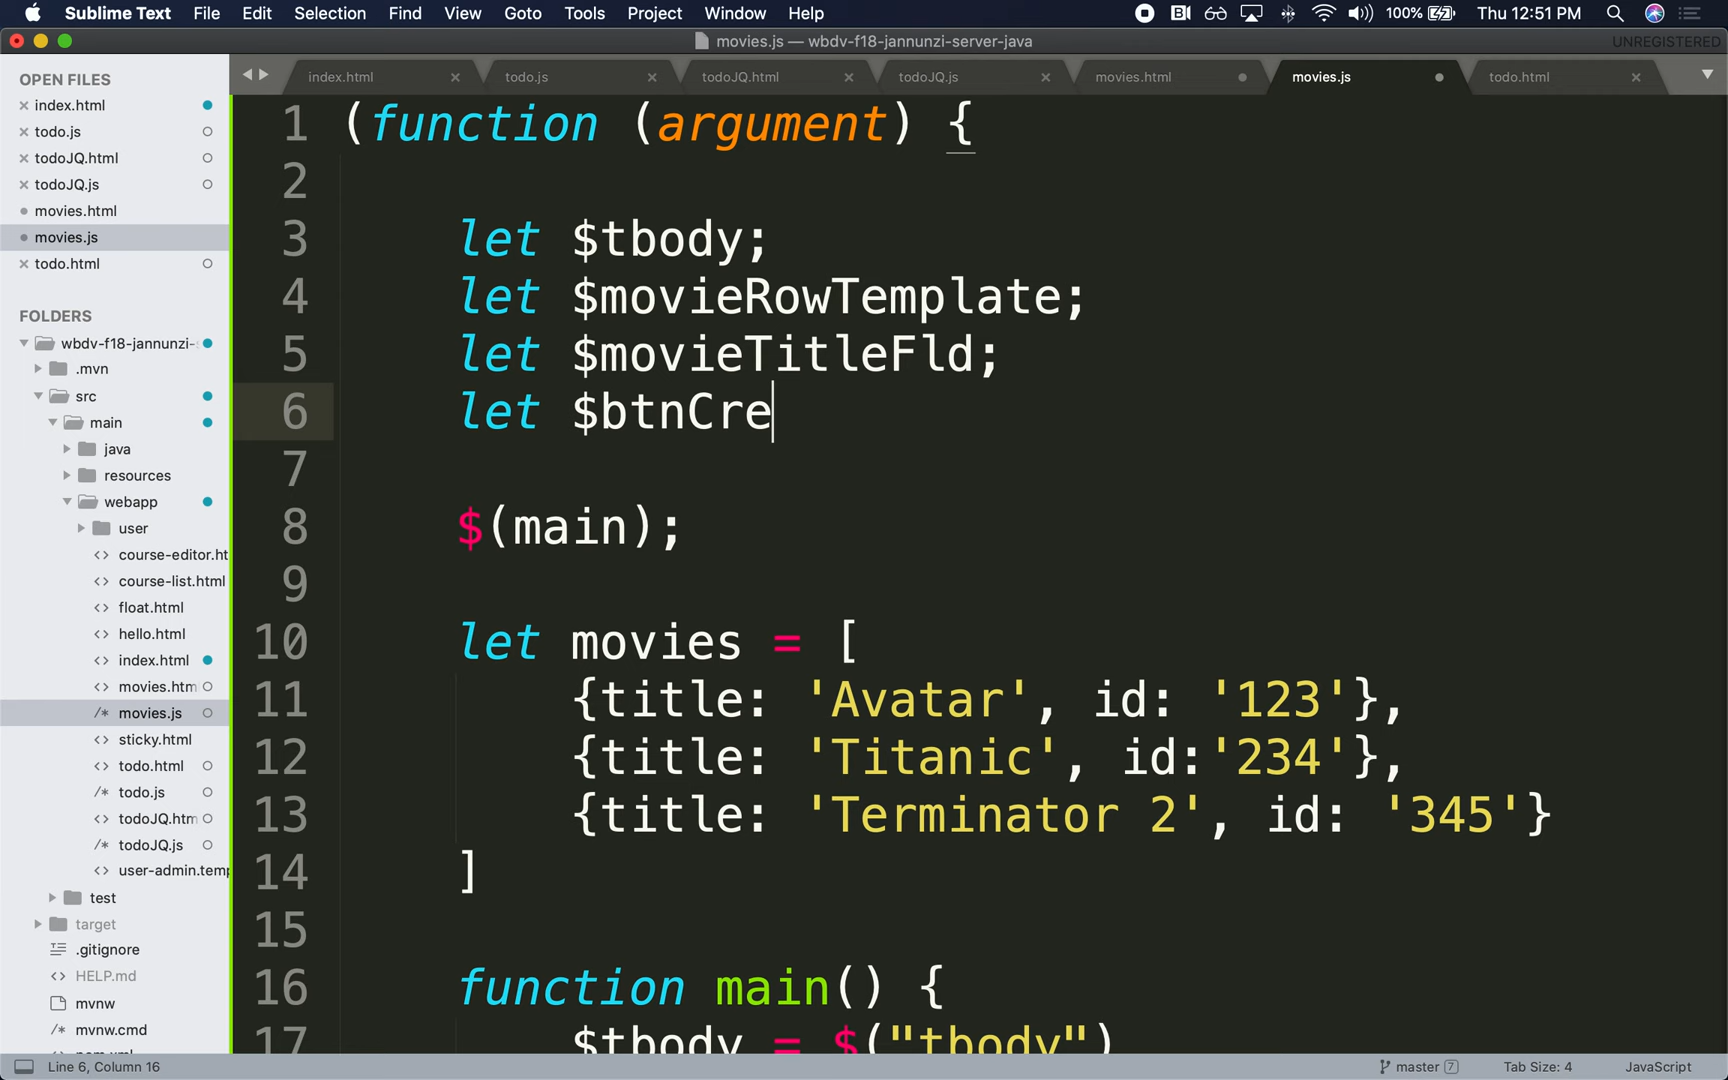 Sublime Text File Edit Selection Find View Goto Tools Project Window Help 100% Thu 12:51 PM
movies.js — wbdv-f18-jannunzi-server-java UNREGISTERED
OPEN FILES
index.html
todo.js
todoJQ.html
todoJQ.js
movies.html
movies.js
todo.html
FOLDERS
wbdv-f18-jannunzi-
.mvn
src
main
java
resources
webapp
user
course-editor.ht
course-list.html
float.html
hello.html
index.html
movies.htm
movies.js
sticky.html
todo.html
todo.js
todoJQ.htm
todoJQ.js
user-admin.temp
test
target
.gitignore
HELP.md
mvnw
mvnw.cmd
pom.xml
index.html todo.js todoJQ.html todoJQ.js movies.html movies.js todo.html
1 (function (argument) {
2
3 let $tbody;
4 let $movieRowTemplate;
5 let $movieTitleFld;
6 let $btnCre
7
8 $(main);
9
10 let movies = [
11 {title: 'Avatar', id: '123'},
12 {title: 'Titanic', id:'234'},
13 {title: 'Terminator 2', id: '345'}
14 ]
15
16 function main() {
17 $tbody = $("tbody")
Line 6, Column 16 master 7 Tab Size: 4 JavaScript